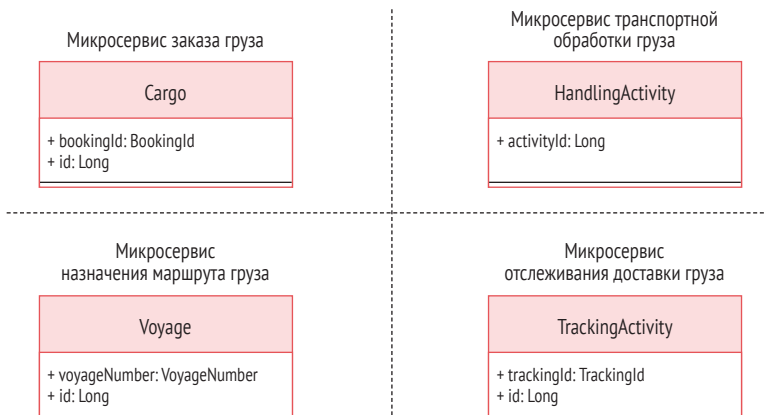 Микросервис заказа груза
Cargo
+ bookingId: BookingId
+ id: Long
Микросервис транспортной
обработки груза
HandlingActivity
+ activityId: Long
Микросервис
назначения маршрута груза
Voyage
+ voyageNumber: VoyageNumber
+ id: Long
Микросервис
отслеживания доставки груза
TrackingActivity
+ trackingId: TrackingId
+ id: Long